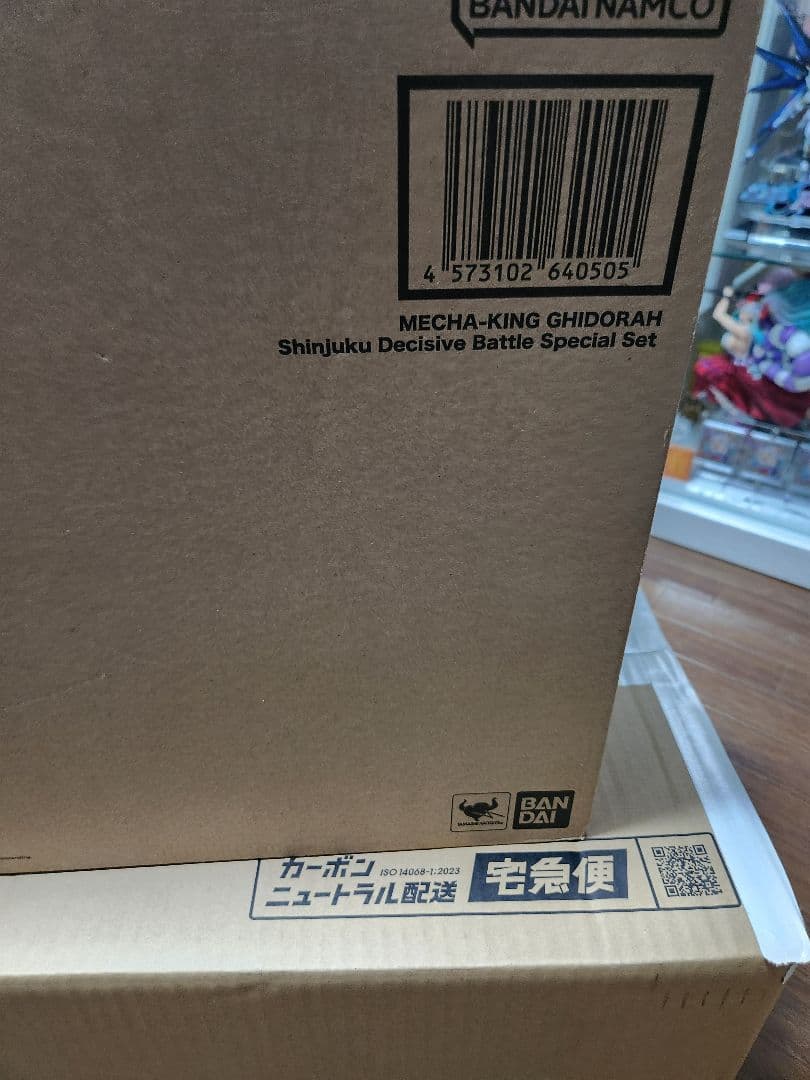 BANDAI NAMCO
4 573102 640505
MECHA-KING GHIDORAH
Shinjuku Decisive Battle Special Set
BAN
DAI
カーボン ISO 14068-1:2023
ニュートラル配送 宅急便